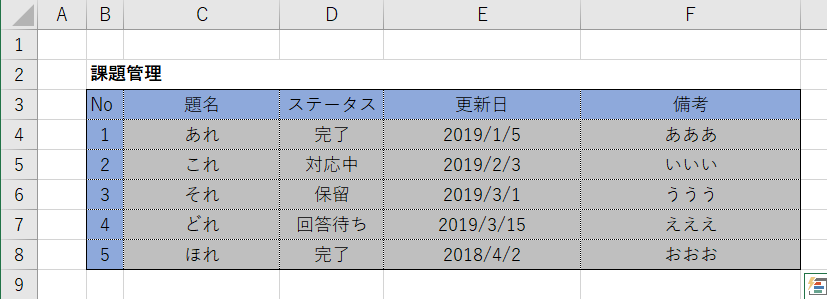 A B C D E F
1
2 課題管理
3 No 題名 ステータス 更新日 備考
4 1 あれ 完了 2019/1/5 あああ
5 2 これ 対応中 2019/2/3 いいい
6 3 それ 保留 2019/3/1 ううう
7 4 どれ 回答待ち 2019/3/15 えええ
8 5 ほれ 完了 2018/4/2 おおお
9